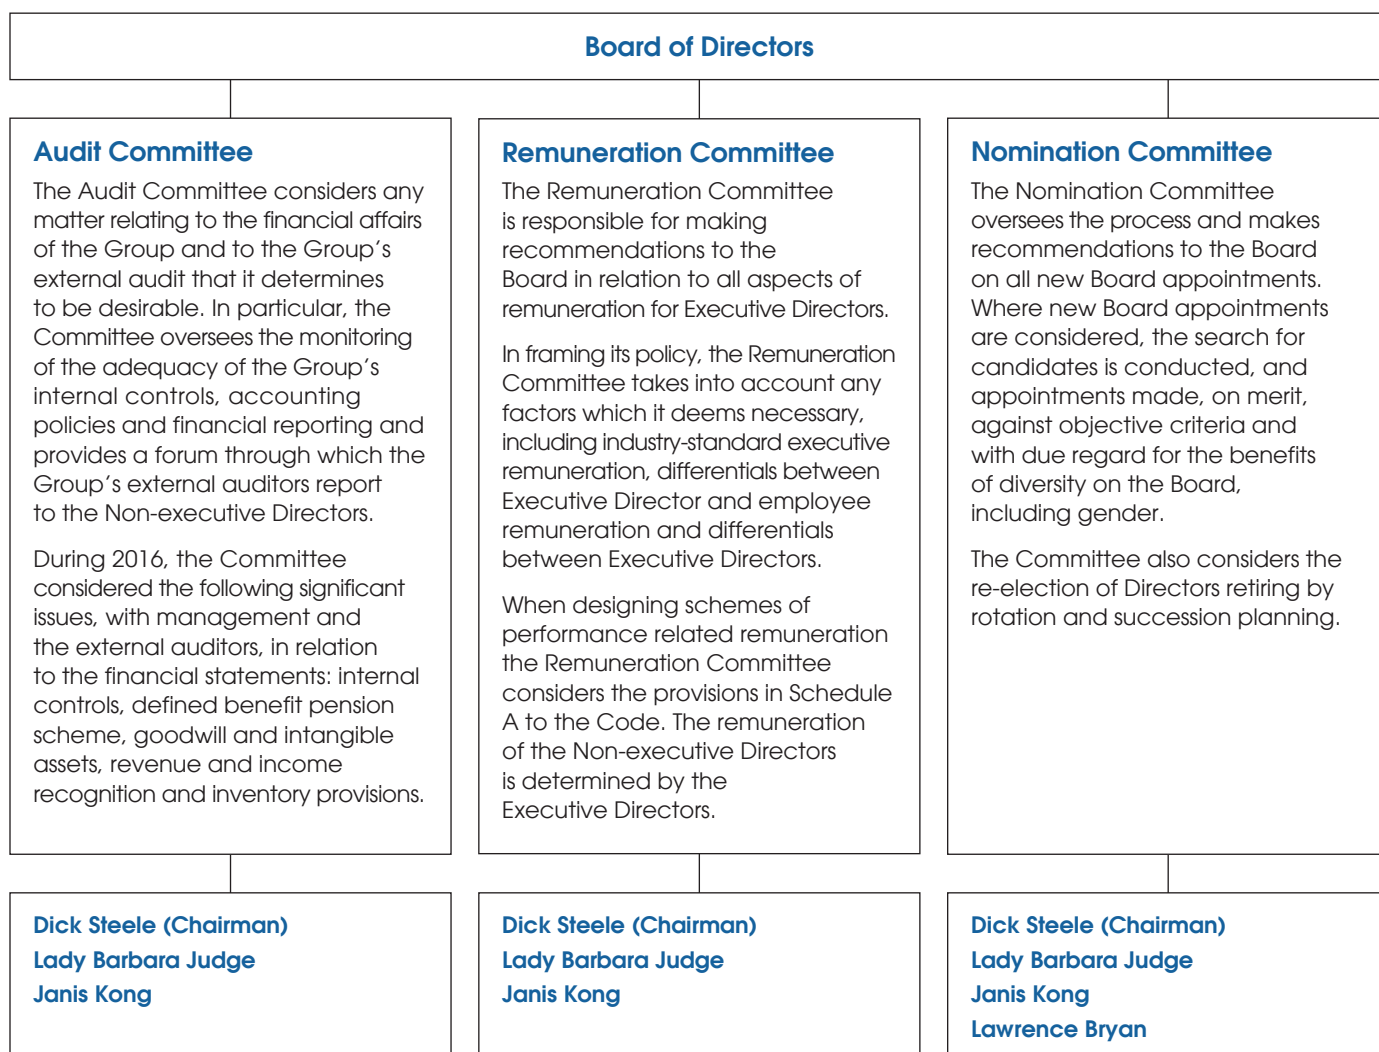 Board of Directors
Audit Committee
The Audit Committee considers any
matter relating to the financial affairs
of the Group and to the Group’s
external audit that it determines
to be desirable. In particular, the
Committee oversees the monitoring
of the adequacy of the Group’s
internal controls, accounting
policies and financial reporting and
provides a forum through which the
Group’s external auditors report
to the Non-executive Directors.
During 2016, the Committee
considered the following significant
issues, with management and
the external auditors, in relation
to the financial statements: internal
controls, defined benefit pension
scheme, goodwill and intangible
assets, revenue and income
recognition and inventory provisions.
Dick Steele (Chairman)
Lady Barbara Judge
Janis Kong
Remuneration Committee
The Remuneration Committee
is responsible for making
recommendations to the
Board in relation to all aspects of
remuneration for Executive Directors.
In framing its policy, the Remuneration
Committee takes into account any
factors which it deems necessary,
including industry-standard executive
remuneration, differentials between
Executive Director and employee
remuneration and differentials
between Executive Directors.
When designing schemes of
performance related remuneration
the Remuneration Committee
considers the provisions in Schedule
A to the Code. The remuneration
of the Non-executive Directors
is determined by the
Executive Directors.
Dick Steele (Chairman)
Lady Barbara Judge
Janis Kong
Nomination Committee
The Nomination Committee
oversees the process and makes
recommendations to the Board
on all new Board appointments.
Where new Board appointments
are considered, the search for
candidates is conducted, and
appointments made, on merit,
against objective criteria and
with due regard for the benefits
of diversity on the Board,
including gender.
The Committee also considers the
re-election of Directors retiring by
rotation and succession planning.
Dick Steele (Chairman)
Lady Barbara Judge
Janis Kong
Lawrence Bryan